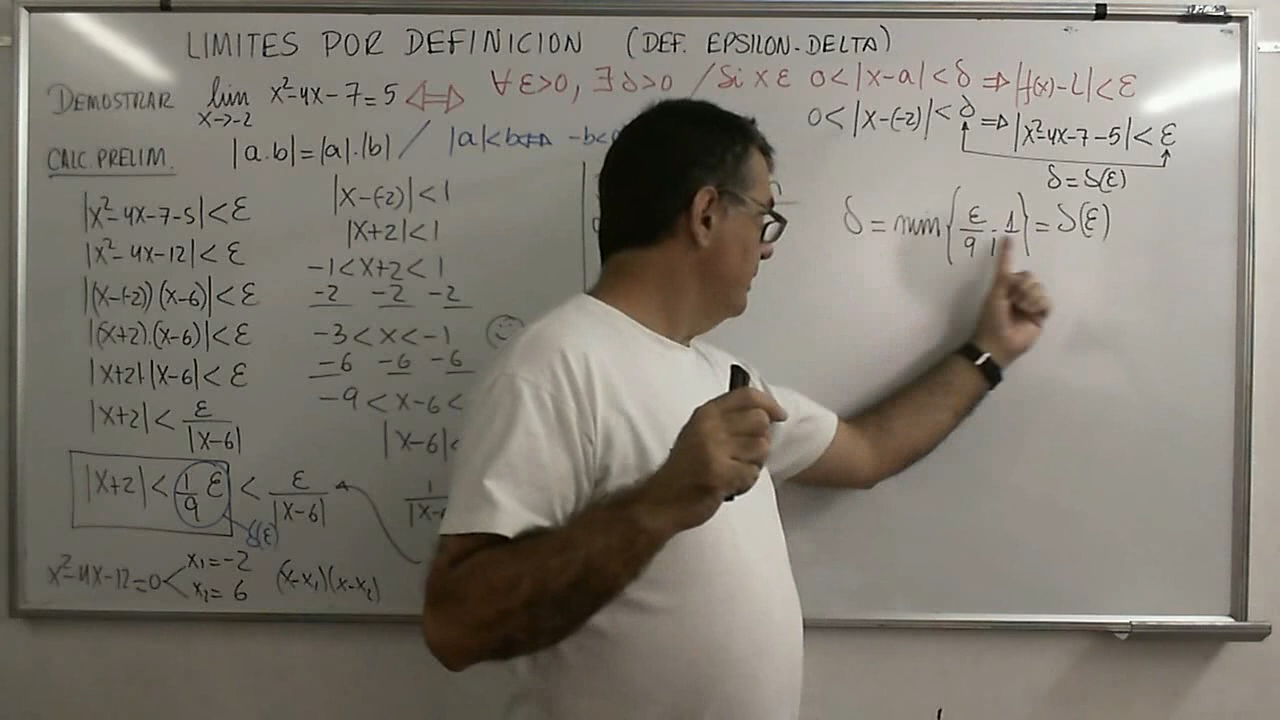 LIMITES POR DEFINICION (DEF. EPSILON-DELTA)
DEMOSTRAR lim x→-2 x²-4x-7=5 ⟺ ∀ε>0, ∃δ>0 / Si x ε 0<|x-a|<δ ⇒ |f(x)-L|<ε
0<|x-(-2)|<δ ⇒ |x²-4x-7-5|<ε
δ=δ(ε)
CALC. PRELIM. |a.b|=|a|.|b| / |a|<b ⟺ -b<
|x²-4x-7-5|<ε
|x²-4x-12|<ε
|(x-(-2))(x-6)|<ε
|(x+2).(x-6)|<ε
|x+2|.|x-6|<ε
|x+2|< ε/|x-6|
|x+2|< 1/9 ε < ε/|x-6|
δ(ε)
x²-4x-12=0 < x₁=-2 x₂=6 (x-x₁)(x-x₂)
|x-(-2)|<1
|x+2|<1
-1<x+2<1
-2 -2 -2
-3<x<-1
-6 -6 -6
-9<x-6<
|x-6|<
1/|x-
δ=min{ε/9;1}=δ(ε)